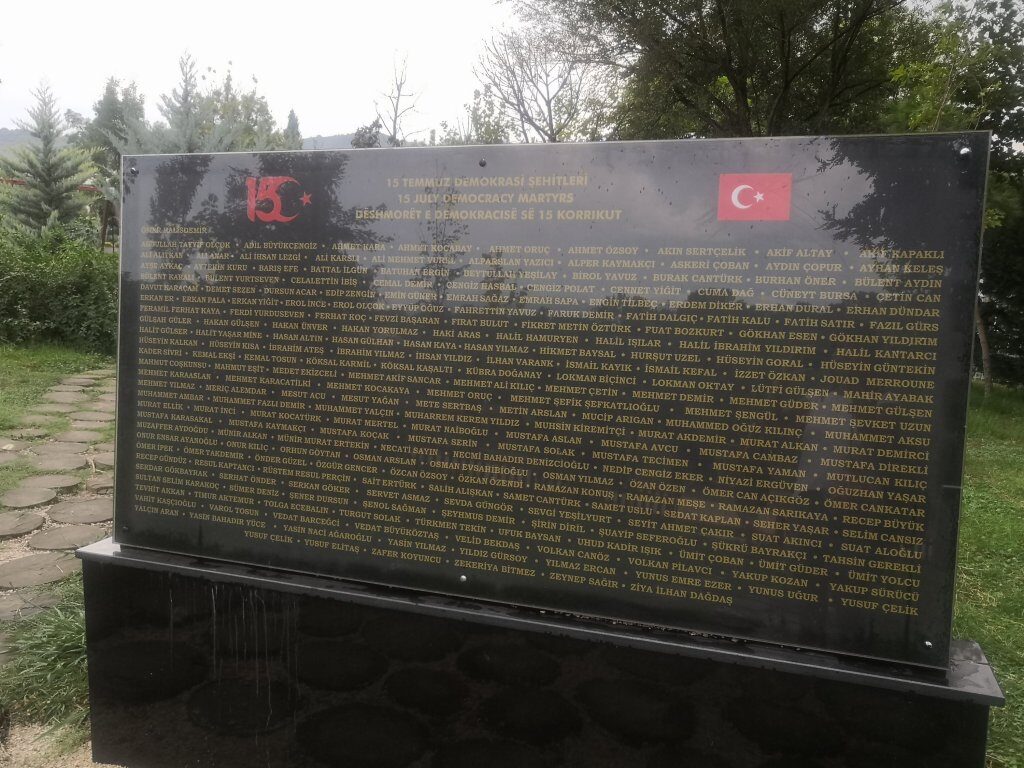 15
15 TEMMUZ DEMOKRASİ ŞEHİTLERİ
15 JULY DEMOCRACY MARTYRS
DËSHMORËT E DEMOKRACISË SË 15 KORRIKUT
ÖMER HALİSDEMİR
ABDULLAH TAYYİP OLÇOK • ADİL BÜYÜKCENGİZ • AHMET KARA • AHMET KOCABAY • AHMET ORUÇ • AHMET ÖZSOY • AKIN SERTÇELİK • AKİF ALTAY • AKİF KAPAKLI
ALİ ALITKAN • ALİ ANAR • ALİ İHSAN LEZGİ • ALİ KARSLI • ALİ MEHMET VUREL • ALPARSLAN YAZICI • ALPER KAYMAKÇI • ASKERİ ÇOBAN • AYDIN ÇOPUR • AYHAN KELEŞ
AYŞE AYKAÇ • AYTEKİN KURU • BARIŞ EFE • BATTAL İLGÜN • BATUHAN ERGİN • BEYTULLAH YEŞİLAY • BİROL YAVUZ • BURAK CANTÜRK • BURHAN ÖNER • BÜLENT AYDIN
BÜLENT KARALİ • BÜLENT YURTSEVEN • CELALETTİN İBİŞ • CEMAL DEMİR • CENGİZ HASBAL • CENGİZ POLAT • CENNET YİĞİT • CUMA DAĞ • CÜNEYT BURSA • ÇETİN CAN
DAVUT KARAÇAM • DEMET SEZEN • DURSUN ACAR • EDİP ZENGİN • EMİN GÜNER • EMRAH SAĞAZ • EMRAH SAPA • ENGİN TİLBEÇ • ERDEM DİKER • ERHAN DURAL • ERHAN DÜNDAR
ERKAN ER • ERKAN PALA • ERKAN YİĞİT • EROL İNCE • EROL OLÇOK • EYYÜP OĞUZ • FAHRETTİN YAVUZ • FARUK DEMİR • FATİH DALGIÇ • FATİH KALU • FATİH SATIR • FAZIL GÜRS
FERAMİL FERHAT KAYA • FERDİ YURDUSEVEN • FERHAT KOÇ • FEVZİ BAŞARAN • FIRAT BULUT • FİKRET METİN ÖZTÜRK • FUAT BOZKURT • GÖKHAN ESEN • GÖKHAN YILDIRIM
GÜLŞAH GÜLER • HAKAN GÜLŞEN • HAKAN ÜNVER • HAKAN YORULMAZ • HAKİ ARAS • HALİL HAMURYEN • HALİL IŞILAR • HALİL İBRAHİM YILDIRIM • HALİL KANTARCI
HALİT GÜLSER • HALİT YAŞAR MİNE • HASAN ALTIN • HASAN GÜLHAN • HASAN KAYA • HASAN YILMAZ • HİKMET BAYSAL • HURŞUT UZEL • HÜSEYİN GORAL • HÜSEYİN GÜNTEKİN
HÜSEYİN KALKAN • HÜSEYİN KISA • İBRAHİM ATEŞ • İBRAHİM YILMAZ • İHSAN YILDIZ • İLHAN VARANK • İSMAİL KAYIK • İSMAİL KEFAL • İZZET ÖZKAN • JOUAD MERROUNE
KADER SİVRİ • KEMAL EKŞİ • KEMAL TOSUN • KÖKSAL KARMİL • KÖKSAL KAŞALTI • KÜBRA DOĞANAY • LOKMAN BİÇİNCİ • LOKMAN OKTAY • LÜTFİ GÜLŞEN • MAHİR AYABAK
MAHMUT COŞKUNSU • MAHMUT EŞİT • MEDET EKİZCELİ • MEHMET AKİF SANCAR • MEHMET ALİ KILIÇ • MEHMET ÇETİN • MEHMET DEMİR • MEHMET GÜDER • MEHMET GÜLŞEN
MEHMET KARAASLAN • MEHMET KARACATİLKİ • MEHMET KOCAKAYA • MEHMET ORUÇ • MEHMET ŞEFİK ŞEFKATLİOĞLU • MEHMET ŞENGÜL • MEHMET ŞEVKET UZUN
MEHMET YILMAZ • MERİÇ ALEMDAR • MESUT ACU • MESUT YAĞAN • METE SERTBAŞ • METİN ARSLAN • MUCİP ARIGAN • MUHAMMED OĞUZ KILINÇ • MUHAMMET AKSU
MUHAMMET AMBAR • MUHAMMET FAZLI DEMİR • MUHAMMET YALÇIN • MUHARREM KEREM YILDIZ • MUHSİN KİREMİTÇİ • MURAT AKDEMİR • MURAT ALKAN • MURAT DEMİRCİ
MURAT ELLİK • MURAT İNCİ • MURAT KOCATÜRK • MURAT MERTEL • MURAT NAİBOĞLU • MUSTAFA ASLAN • MUSTAFA AVCU • MUSTAFA CAMBAZ • MUSTAFA DİREKLİ
MUSTAFA KARASAKAL • MUSTAFA KAYMAKÇI • MUSTAFA KOÇAK • MUSTAFA SERİN • MUSTAFA SOLAK • MUSTAFA TECİMEN • MUSTAFA YAMAN • MUTLUCAN KILIÇ
MUZAFFER AYDOĞDU • MÜNİR ALKAN • MÜNİR MURAT ERTEKİN • NECATİ SAYIN • NECMİ BAHADIR DENİZCİOĞLU • NEDİP CENGİZ EKER • NİYAZİ ERGÜVEN • OĞUZHAN YAŞAR
ONUR ENSAR AYANOĞLU • ONUR KILIÇ • ORHUN GÖYTAN • OSMAN ARSLAN • OSMAN EVSAHİBİOĞLU • OSMAN YILMAZ • OZAN ÖZEN • ÖMER CAN AÇIKGÖZ • ÖMER CANKATAR
ÖMER İPEK • ÖMER TAKDEMİR • ÖNDER GÜZEL • ÖZGÜR GENCER • ÖZCAN ÖZSOY • ÖZKAN ÖZENDİ • RAMAZAN KONUŞ • RAMAZAN MEŞE • RAMAZAN SARIKAYA • RECEP BÜYÜK
RECEP GÜNDÜZ • RESUL KAPTANCI • RÜSTEM RESUL PERÇİN • SAİT ERTÜRK • SALİH ALIŞKAN • SAMET CANTÜRK • SAMET USLU • SEDAT KAPLAN • SEHER YAŞAR • SELİM CANSIZ
SERDAR GÖKBAYRAK • SERHAT ÖNDER • SERKAN GÖKER • SERVET ASMAZ • SEVDA GÜNGÖR • SEVGİ YEŞİLYURT • SEYİT AHMET ÇAKIR • SUAT AKINCI • SUAT ALOĞLU
SULTAN SELİM KARAKOÇ • SÜMER DENİZ • ŞENER DURSUN • ŞENOL SAĞMAN • ŞEYHMUS DEMİR • ŞİRİN DİRİL • ŞUAYİP SEFEROĞLU • ŞÜKRÜ BAYRAKÇI • TAHSİN GEREKLİ
TEVHİT AKKAN • TİMUR AKTEMUR • TOLGA ECEBALIN • TURGUT SOLAK • TÜRKMEN TEKİN • UFUK BAYSAN • UHUD KADİR IŞIK • ÜMİT ÇOBAN • ÜMİT GÜDER • ÜMİT YOLCU
VAHİT KAŞÇIOĞLU • VAROL TOSUN • VEDAT BARCEĞCİ • VEDAT BÜYÜKÖZTAŞ • VELİD BEKDAŞ • VOLKAN CANÖZ • VOLKAN PİLAVCI • YAKUP KOZAN • YAKUP SÜRÜCÜ
YALÇIN ARAN • YASİN BAHADIR YÜCE • YASİN NACİ AĞAROĞLU • YASİN YILMAZ • YILDIZ GÜRSOY • YILMAZ ERCAN • YUNUS EMRE EZER • YUNUS UĞUR • YUSUF ÇELİK
YUSUF ÇELİK • YUSUF ELİTAŞ • ZAFER KOYUNCU • ZEKERİYA BİTMEZ • ZEYNEP SAĞIR • ZİYA İLHAN DAĞDAŞ